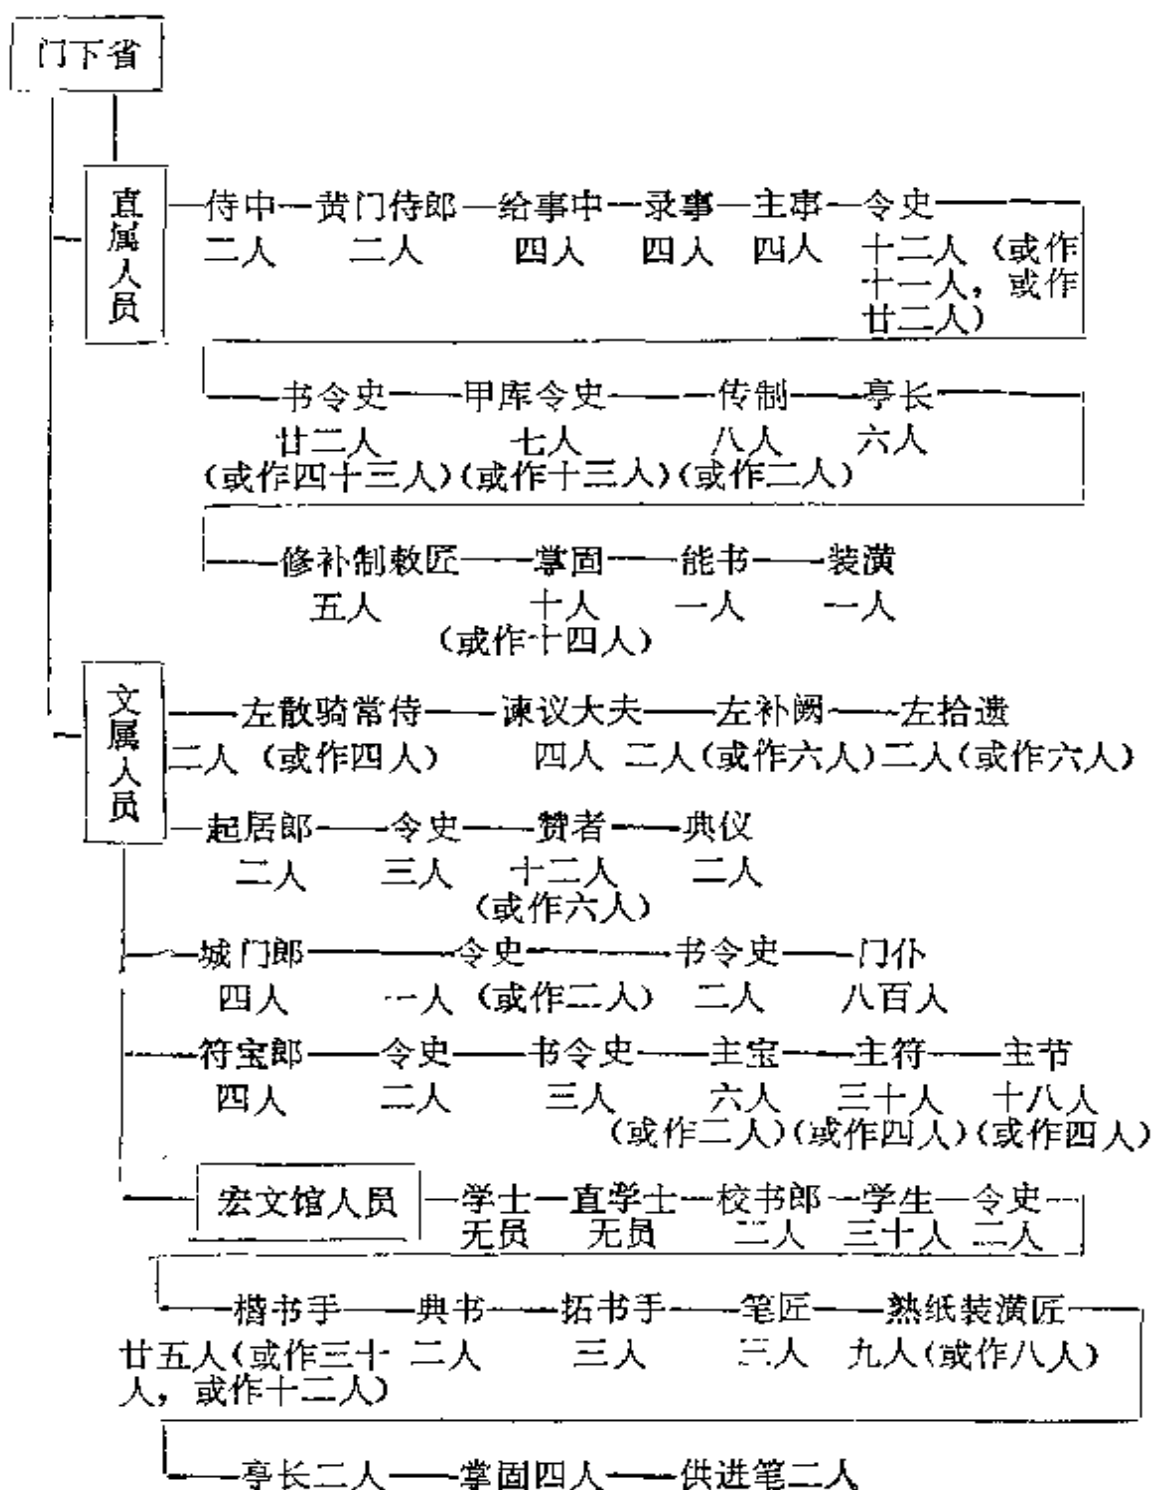 门下省
直属人员
侍中—黄门侍郎—给事中—录事—主事—令史
二人 二人 四人 四人 四人 十二人（或作
十一人，或作
廿二人）
书令史—甲库令史—传制—亭长
廿二人 七人 八人 六人
（或作四十三人）（或作十三人）（或作二人）
修补制敕匠—掌固—能书—装潢
五人 十人 一人 一人
（或作十四人）
文属人员
左散骑常侍—谏议大夫—左补阙—左拾遗
二人（或作四人） 四人 二人（或作六人）二人（或作六人）
起居郎—令史—赞者—典仪
二人 三人 十二人 二人
（或作六人）
城门郎—令史—书令史—门仆
四人 一人（或作二人） 二人 八百人
符宝郎—令史—书令史—主宝—主符—主节
四人 二人 三人 六人 三十人 十八人
（或作二人）（或作四人）（或作四人）
宏文馆人员—学士—直学士—校书郎—学生—令史
无员 无员 二人 三十人 二人
楷书手—典书—拓书手—笔匠—熟纸装潢匠
廿五人（或作三十 二人 三人 三人 九人（或作八人）
人，或作十二人）
亭长二人—掌固四人—供进笔二人